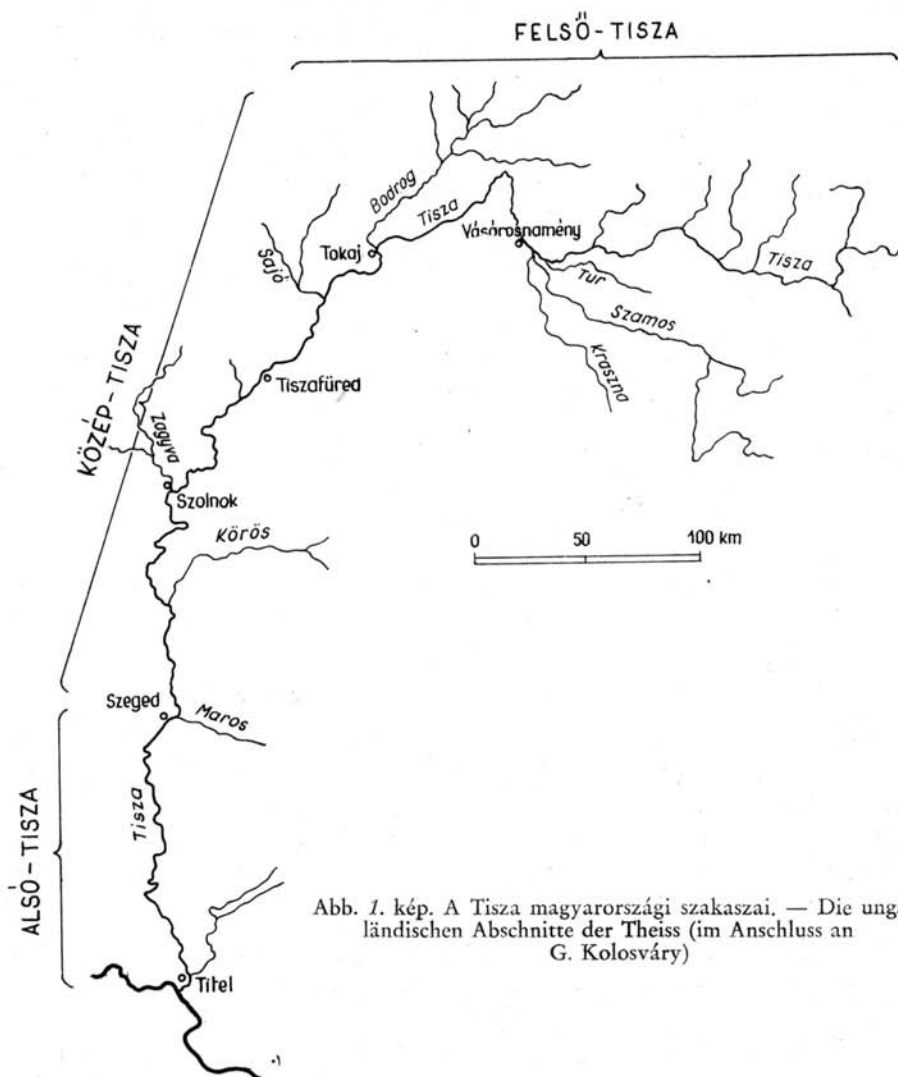 FELSŐ-TISZA
Bodrog
Tisza
Vásárosnamény
Tokaj
Sajó
Tisza
Tur
Szamos
Kraszna
KÖZÉP-TISZA
Tiszafüred
Zagyva
Szolnok
Körös
0 50 100 km
Szeged
Maros
ALSÓ-TISZA
Tisza
Abb. 1. kép. A Tisza magyarországi szakaszai. — Die unga
ländischen Abschnitte der Theiss (im Anschluss an
G. Kolosváry)
Titel